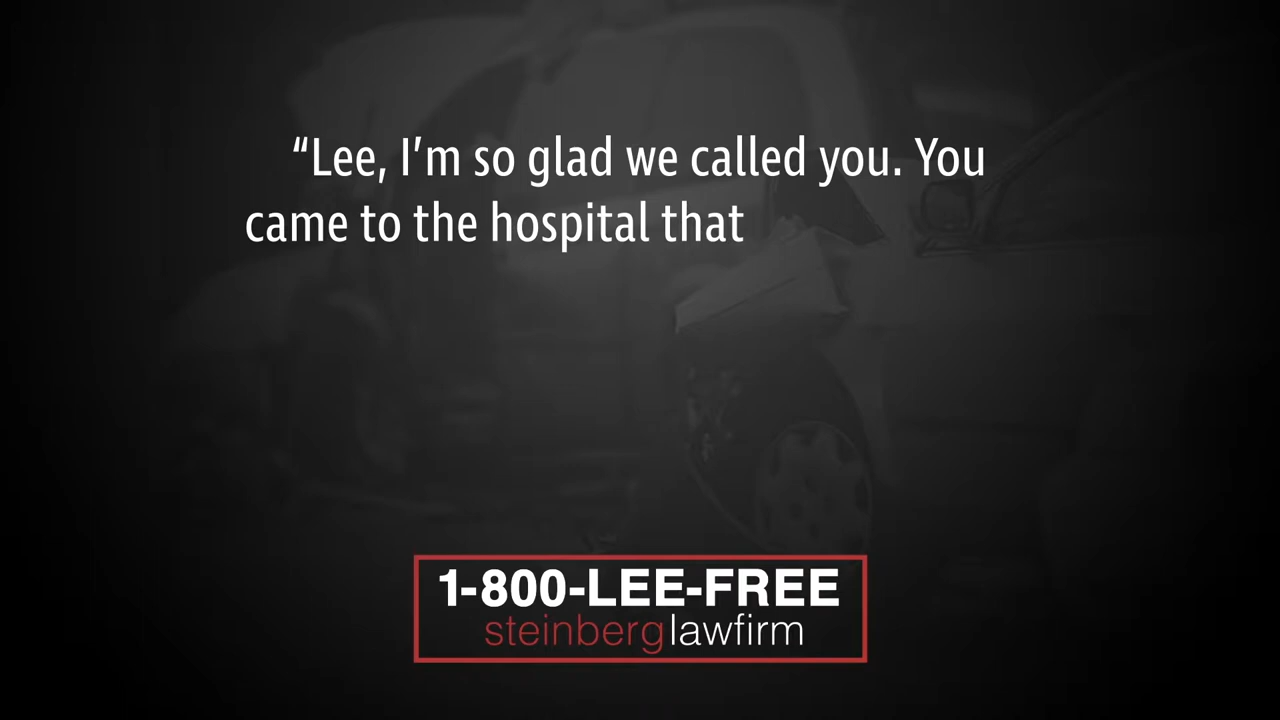 “Lee, I’m so glad we called you. You
came to the hospital that
1-800-LEE-FREE
steinberglawfirm